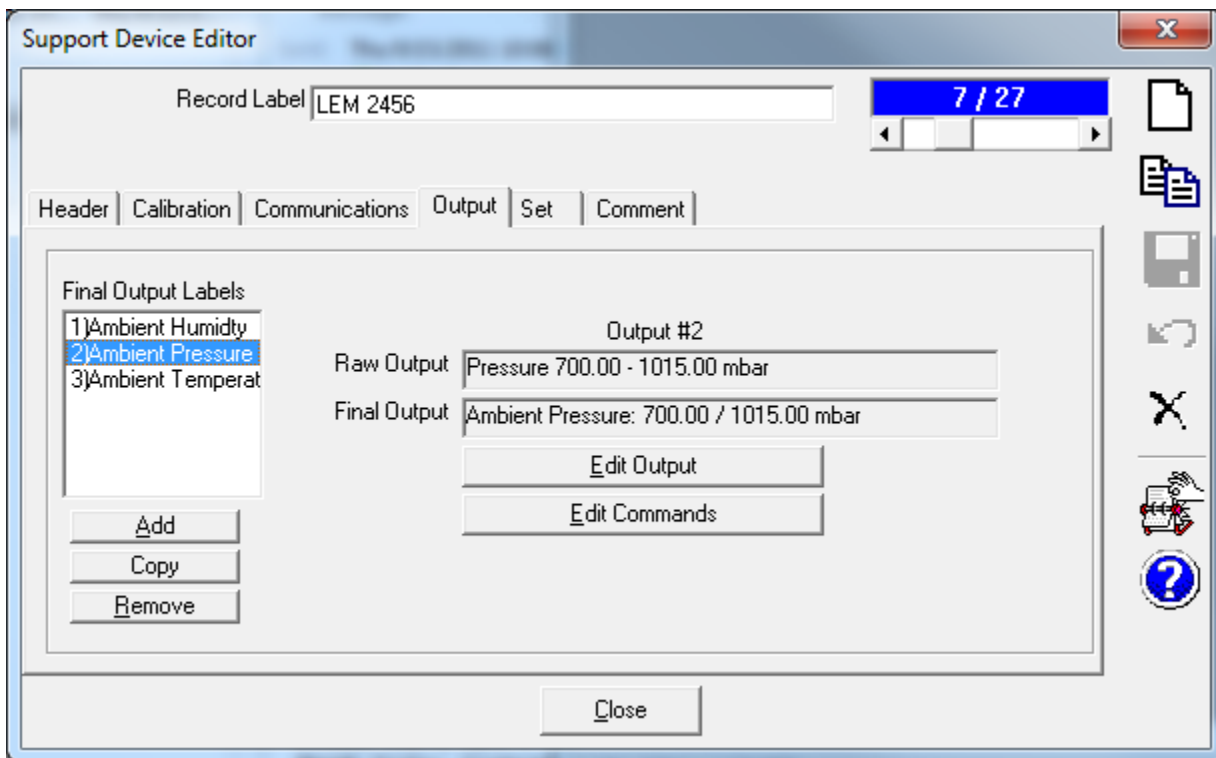 Support Device Editor
Record Label LEM 2456
7 / 27
Header Calibration Communications Output Set Comment
Final Output Labels
1)Ambient Humidty
2)Ambient Pressure
3)Ambient Temperat
Output #2
Raw Output Pressure 700.00 - 1015.00 mbar
Final Output Ambient Pressure: 700.00 / 1015.00 mbar
Edit Output
Edit Commands
Add
Copy
Remove
Close